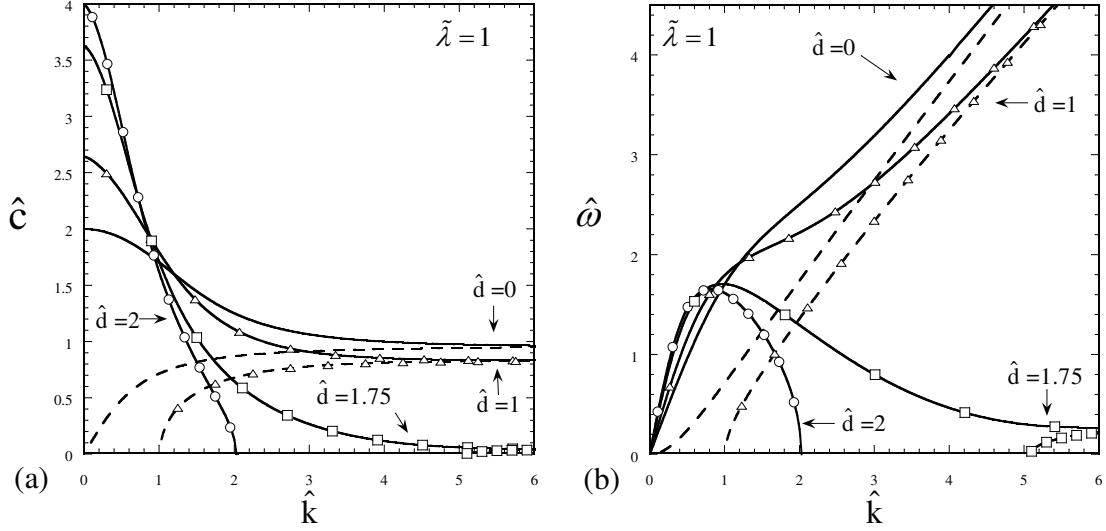 4
3.5
3
2.5
2
1.5
1
0.5
0
ĉ
λ̃ = 1
d̂ =0
d̂ =2
d̂ =1.75
d̂ =1
0 1 2 3 4 5 6
(a)
k̂
4
2
0
ω̂
λ̃ = 1
d̂ =0
d̂ =1
d̂ =1.75
d̂ =2
0 1 2 3 4 5 6
(b)
k̂